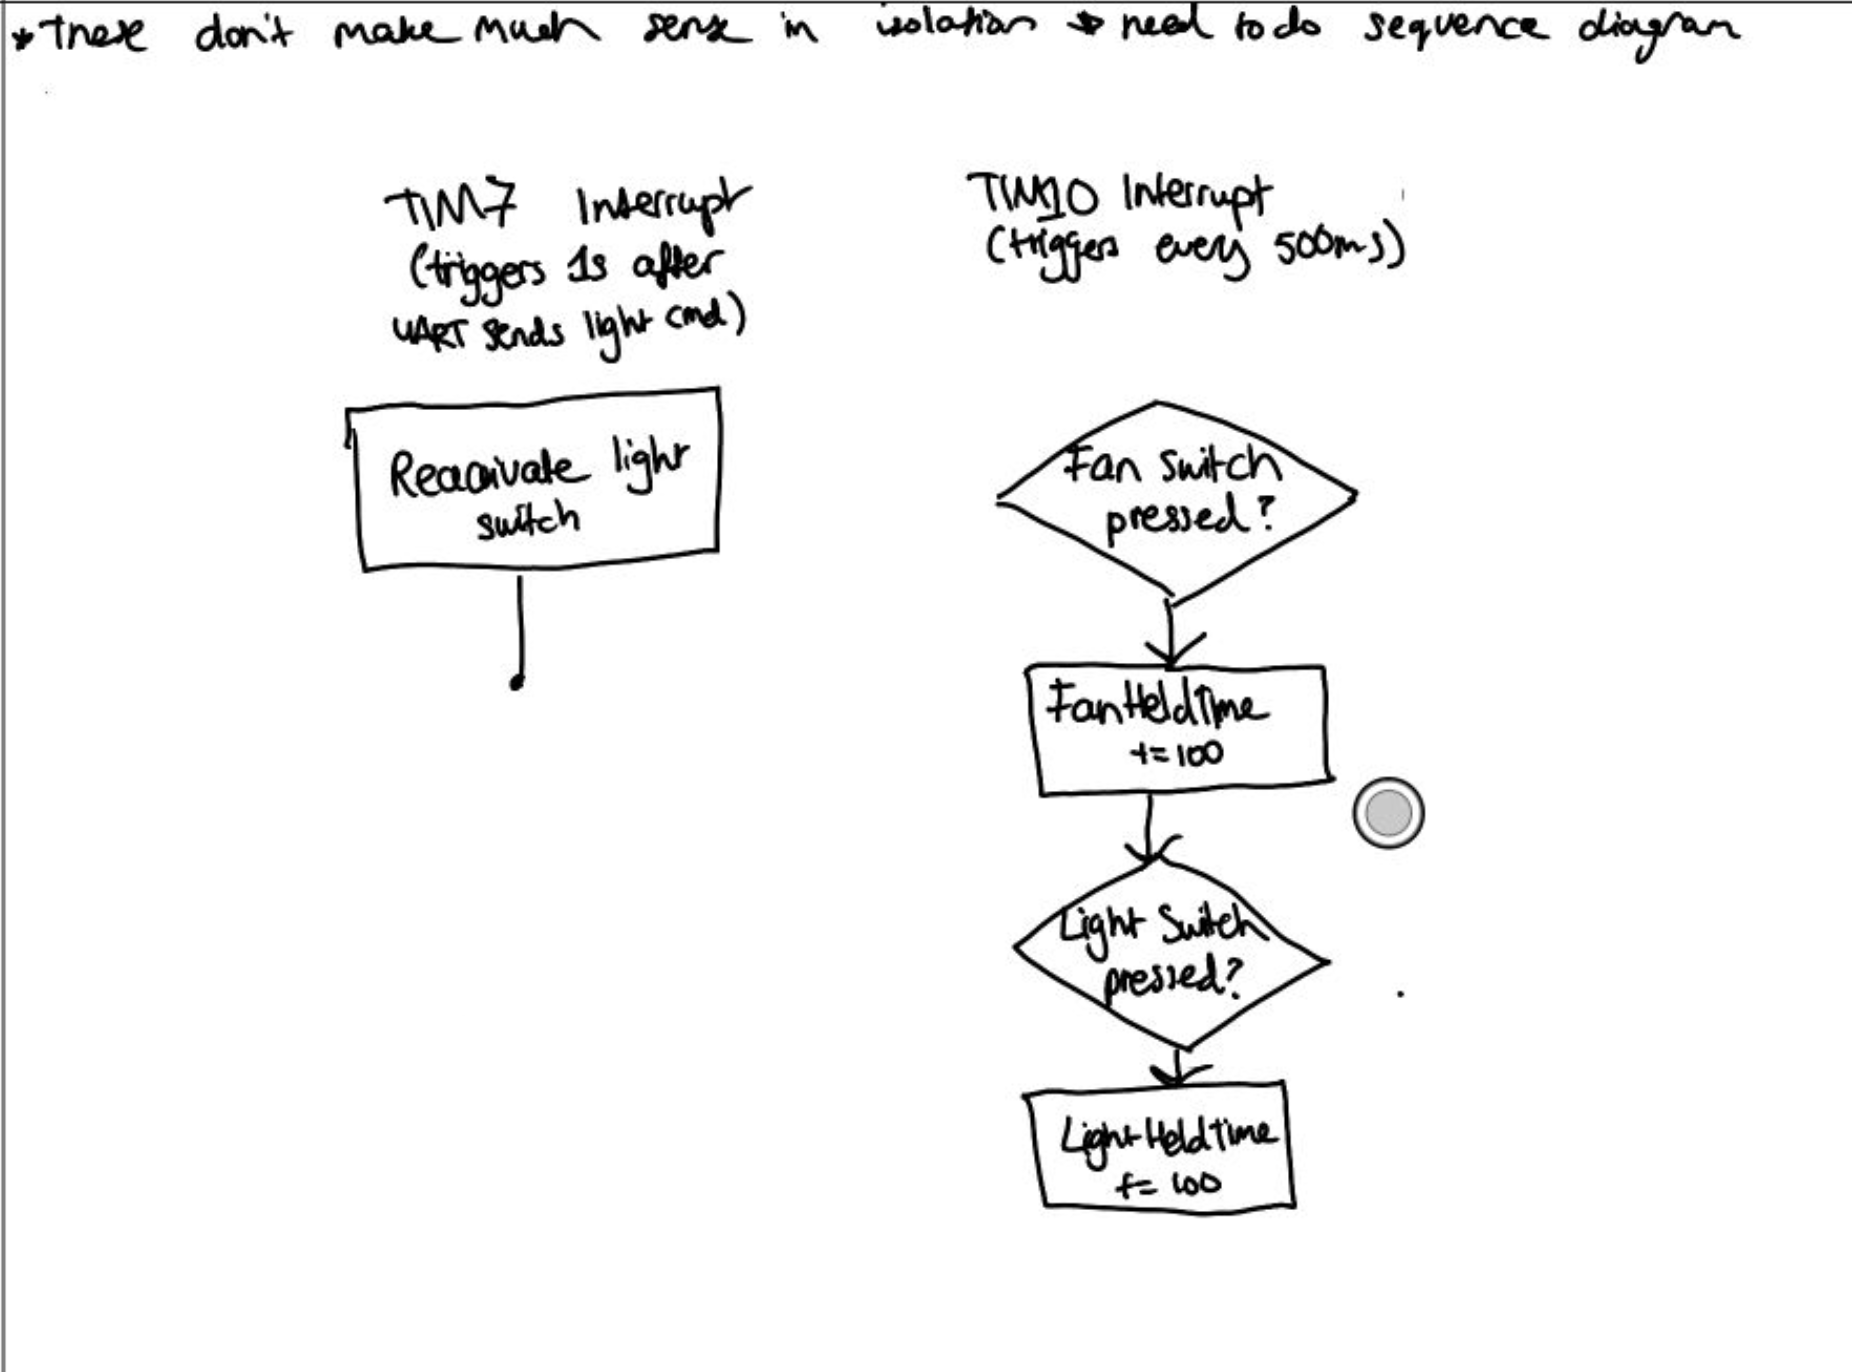 * These don't make much sense in isolation * need to do sequence diagram
TIM7 Interrupt
(triggers 1s after
UART sends light cmd)
Reacivate light
switch
TIM10 Interrupt
(triggers every 500ms)
Fan Switch
pressed?
FanHeldTime
+= 100
Light Switch
pressed?
LightHeldTime
+= 100